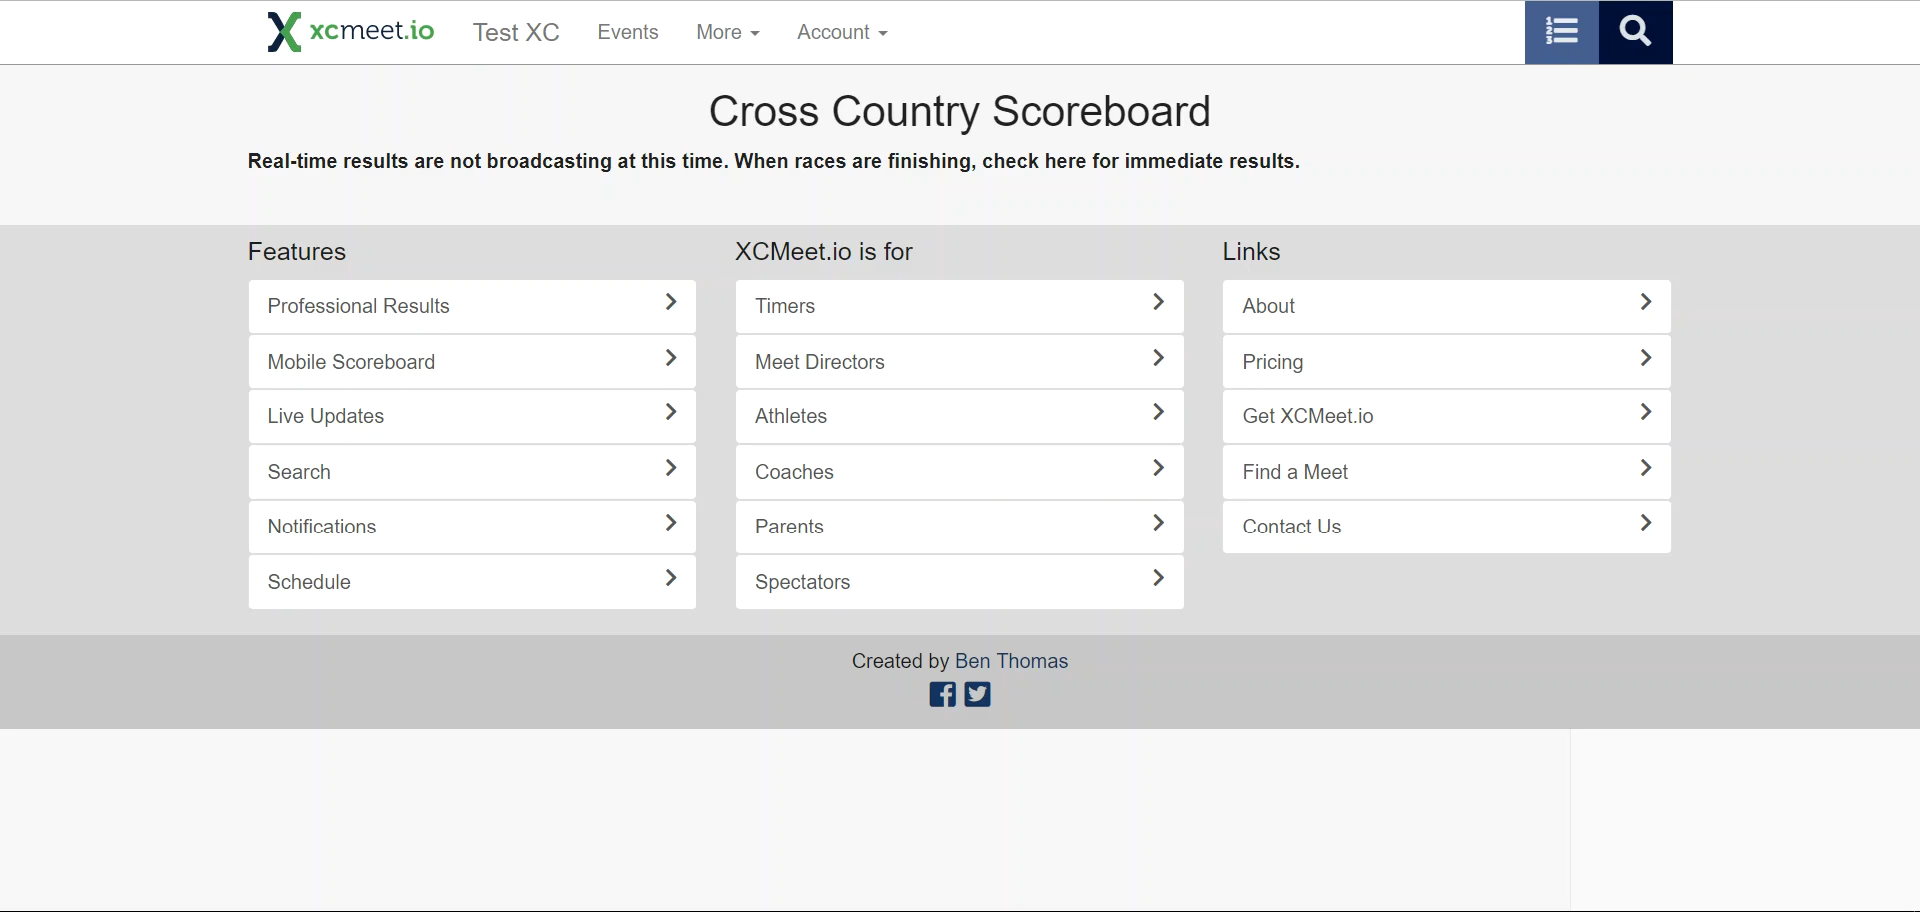 xcmeet.io Test XC Events More Account
1 2 3
Cross Country Scoreboard
Real-time results are not broadcasting at this time. When races are finishing, check here for immediate results.
Features
Professional Results
Mobile Scoreboard
Live Updates
Search
Notifications
Schedule
XCMeet.io is for
Timers
Meet Directors
Athletes
Coaches
Parents
Spectators
Links
About
Pricing
Get XCMeet.io
Find a Meet
Contact Us
Created by Ben Thomas